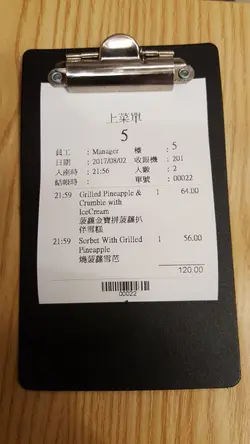 上菜單
5
員工 : Manager 檯 : 5
日期 : 2017/08/02 收銀機 : 201
入座時 : 21:56 人數 : 2
結帳時 : 單號 : 00022
21:59 Grilled Pineapple & 1 64.00
Crumble with
IceCream
菠蘿金寶拼菠蘿扒
伴雪糕
21:59 Sorbet With Grilled 1 56.00
Pineapple
燒菠蘿雪芭
120.00
00022